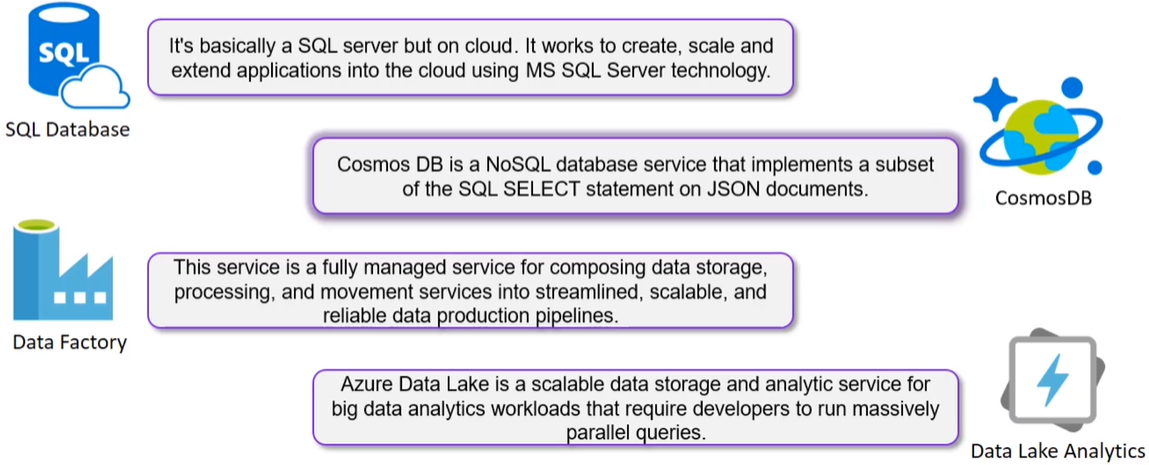 SQL
It's basically a SQL server but on cloud. It works to create, scale and
extend applications into the cloud using MS SQL Server technology.
SQL Database
Cosmos DB is a NoSQL database service that implements a subset
of the SQL SELECT statement on JSON documents.
CosmosDB
This service is a fully managed service for composing data storage,
processing, and movement services into streamlined, scalable, and
reliable data production pipelines.
Data Factory
Azure Data Lake is a scalable data storage and analytic service for
big data analytics workloads that require developers to run massively
parallel queries.
Data Lake Analytics